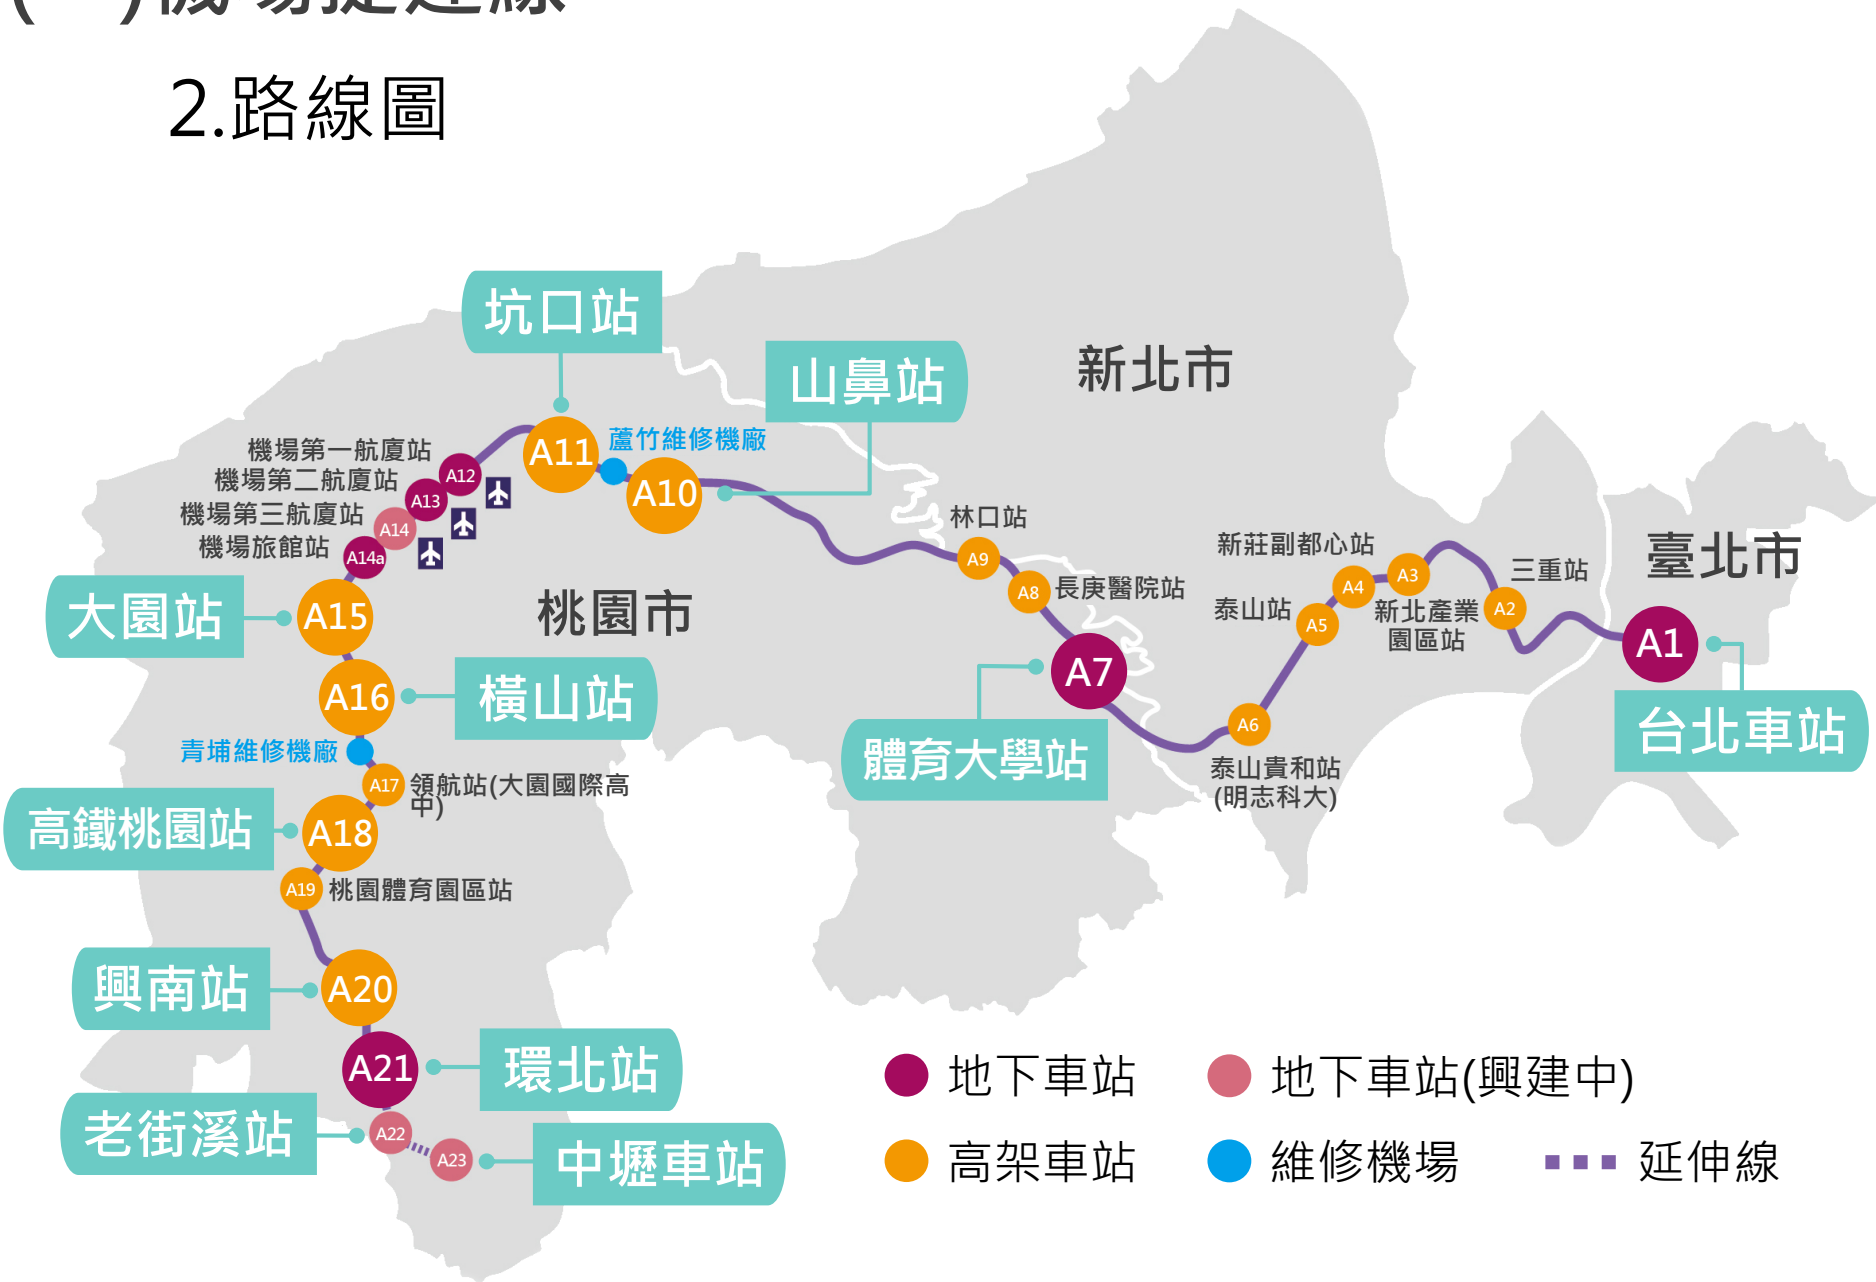 機場捷運線
2.路線圖
坑口站
山鼻站
新北市
A11
蘆竹維修機廠
機場第一航廈站
A12
機場第二航廈站
A13
A10
機場第三航廈站
A14
機場旅館站
A14a
林口站
A9
新莊副都心站
臺北市
三重站
A8
長庚醫院站
A4
A3
大園站
A15
桃園市
泰山站
A5
新北產業
園區站
A2
A1
A7
A16
橫山站
台北車站
A6
青埔維修機廠
體育大學站
泰山貴和站
(明志科大)
A17
領航站(大園國際高
中)
高鐵桃園站
A18
A19
桃園體育園區站
興南站
A20
A21
環北站
老街溪站
A22
A23
中壢車站
地下車站
地下車站(興建中)
高架車站
維修機場
延伸線